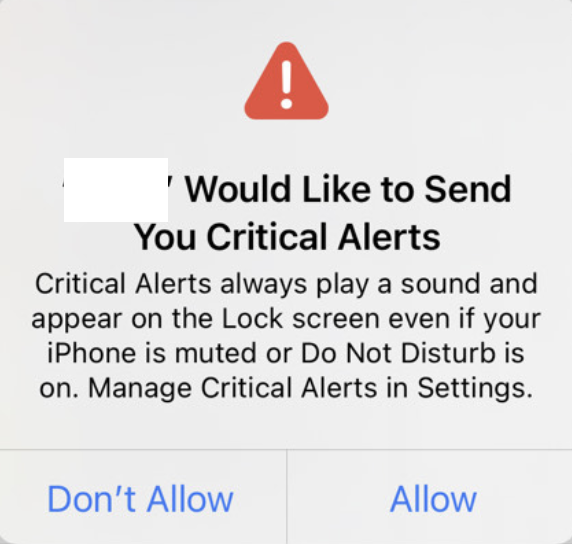 ’ Would Like to Send
You Critical Alerts
Critical Alerts always play a sound and
appear on the Lock screen even if your
iPhone is muted or Do Not Disturb is
on. Manage Critical Alerts in Settings.
Don’t Allow
Allow